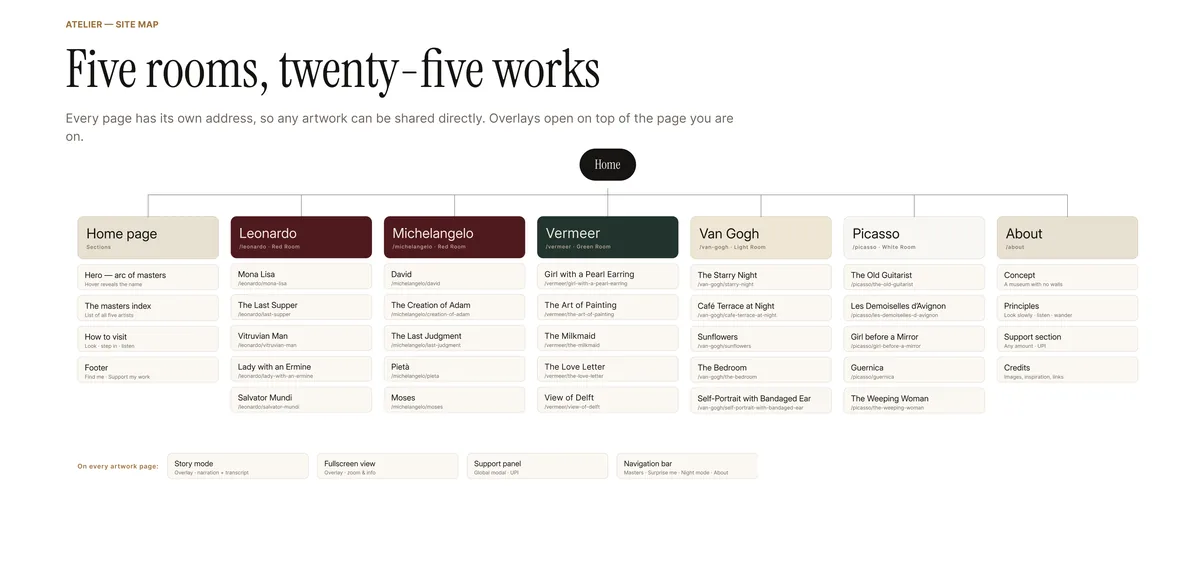 ATELIER — SITE MAP
Five rooms, twenty-five works
Every page has its own address, so any artwork can be shared directly. Overlays open on top of the page you are
on.
Home
Home page
Sections
Hero — arc of masters
Hover reveals the name
The masters index
List of all five artists
How to visit
Look · step in · listen
Footer
Find me · Support my work
Leonardo
/leonardo · Red Room
Mona Lisa
/leonardo/mona-lisa
The Last Supper
/leonardo/last-supper
Vitruvian Man
/leonardo/vitruvian-man
Lady with an Ermine
/leonardo/lady-with-an-ermine
Salvator Mundi
/leonardo/salvator-mundi
Michelangelo
/michelangelo · Red Room
David
/michelangelo/david
The Creation of Adam
/michelangelo/creation-of-adam
The Last Judgment
/michelangelo/last-judgment
Pietà
/michelangelo/pieta
Moses
/michelangelo/moses
Vermeer
/vermeer · Green Room
Girl with a Pearl Earring
/vermeer/girl-with-a-pearl-earring
The Art of Painting
/vermeer/the-art-of-painting
The Milkmaid
/vermeer/the-milkmaid
The Love Letter
/vermeer/the-love-letter
View of Delft
/vermeer/view-of-delft
Van Gogh
/van-gogh · Light Room
The Starry Night
/van-gogh/starry-night
Café Terrace at Night
/van-gogh/cafe-terrace-at-night
Sunflowers
/van-gogh/sunflowers
The Bedroom
/van-gogh/the-bedroom
Self-Portrait with Bandaged Ear
/van-gogh/self-portrait-with-bandaged-ear
Picasso
/picasso · White Room
The Old Guitarist
/picasso/the-old-guitarist
Les Demoiselles d’Avignon
/picasso/les-demoiselles-d-avignon
Girl before a Mirror
/picasso/girl-before-a-mirror
Guernica
/picasso/guernica
The Weeping Woman
/picasso/the-weeping-woman
About
/about
Concept
A museum with no walls
Principles
Look slowly · listen · wander
Support section
Any amount · UPI
Credits
Images, inspiration, links
On every artwork page:
Story mode
Overlay · narration + transcript
Fullscreen view
Overlay · zoom & info
Support panel
Global modal · UPI
Navigation bar
Masters · Surprise me · Night mode · About